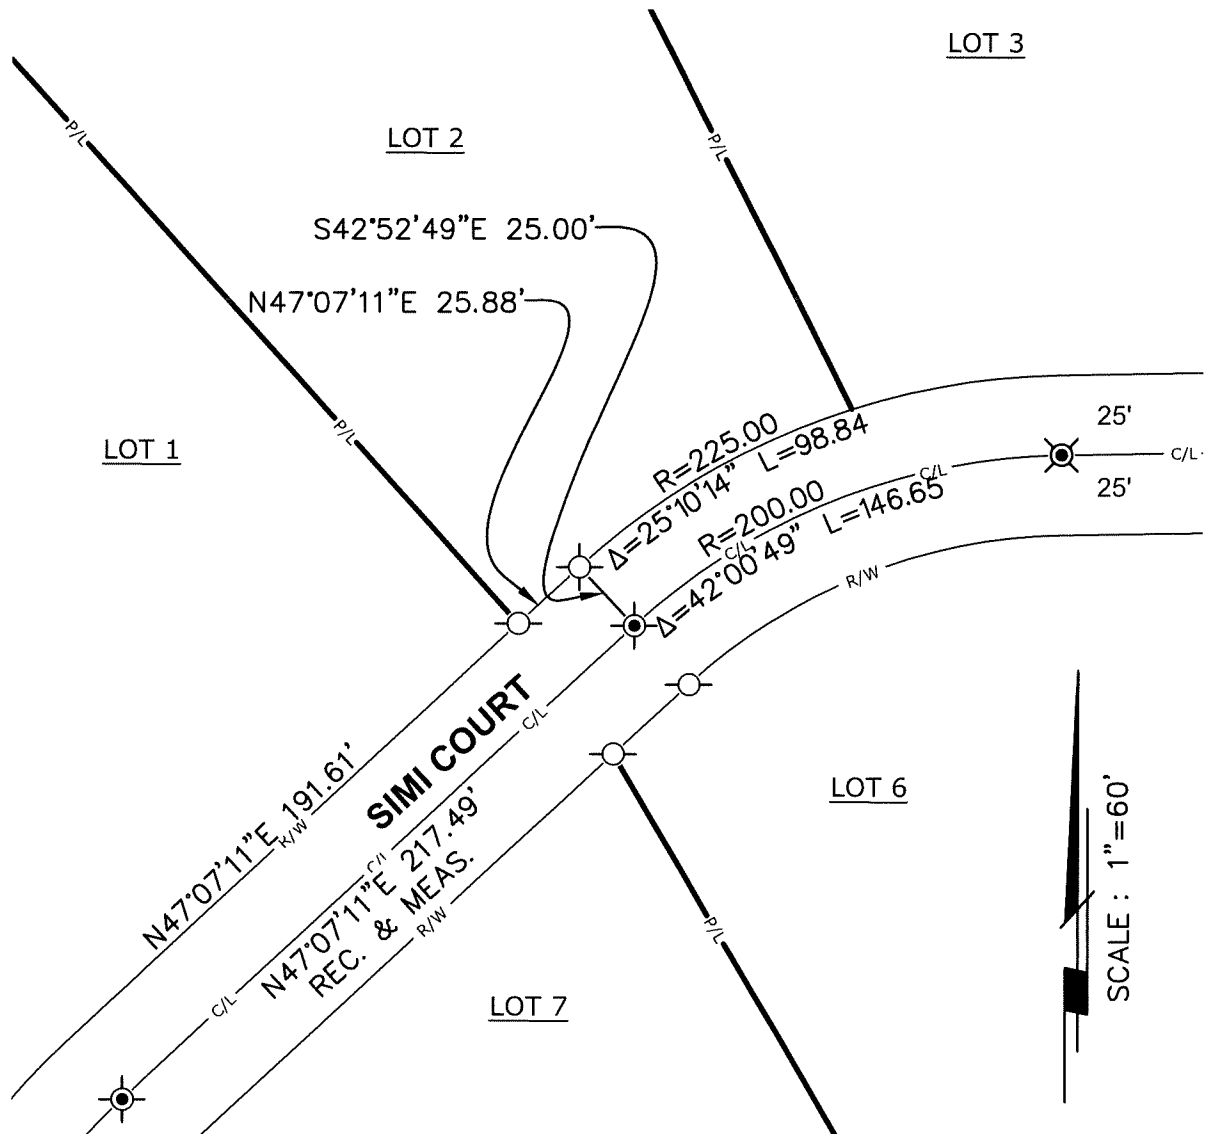 LOT 3
P/L
P/L
LOT 2
S42°52'49"E 25.00'
N47°07'11"E 25.88'
LOT 1
P/L
R=225.00
Δ=25°10'14" L=98.84
25'
C/L
C/L
25'
R=200.00
C/L
Δ=42°00'49" L=146.65
R/W
SIMI COURT
C/L
N47°07'11"E 191.61'
R/W
C/L
N47°07'11"E 217.49'
REC. & MEAS.
R/W
C/L
LOT 6
P/L
LOT 7
SCALE : 1"=60'